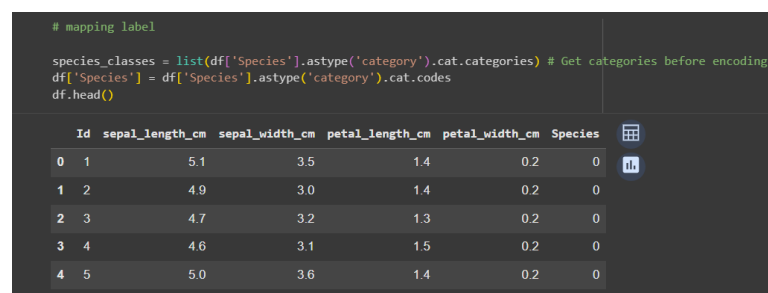 # mapping label
species_classes = list(df['Species'].astype('category').cat.categories) # Get categories before encoding
df['Species'] = df['Species'].astype('category').cat.codes
df.head()
Id sepal_length_cm sepal_width_cm petal_length_cm petal_width_cm Species
0 1 5.1 3.5 1.4 0.2 0
1 2 4.9 3.0 1.4 0.2 0
2 3 4.7 3.2 1.3 0.2 0
3 4 4.6 3.1 1.5 0.2 0
4 5 5.0 3.6 1.4 0.2 0